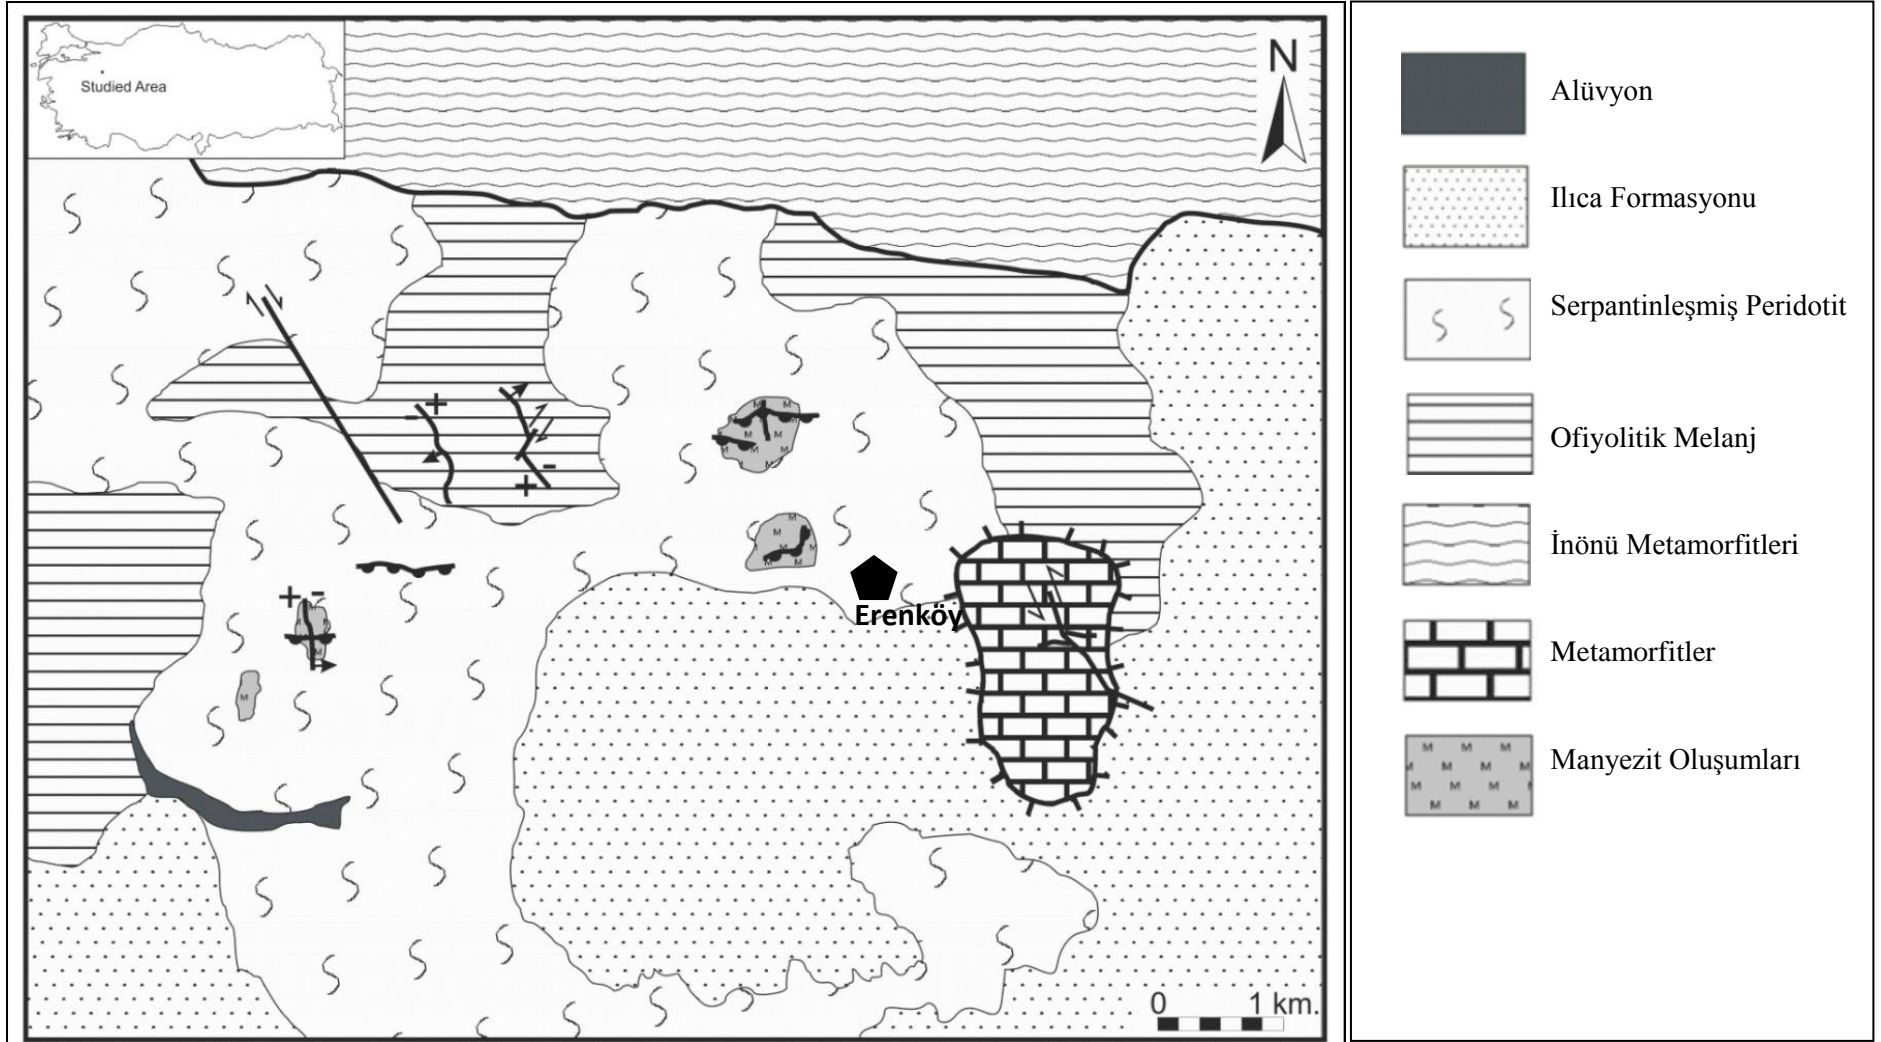 Studied Area
N
Erenköy
0 1 km.
Alüvyon
Ilıca Formasyonu
Serpantinleşmiş Peridotit
Ofiyolitik Melanj
İnönü Metamorfitleri
Metamorfitler
Manyezit Oluşumları